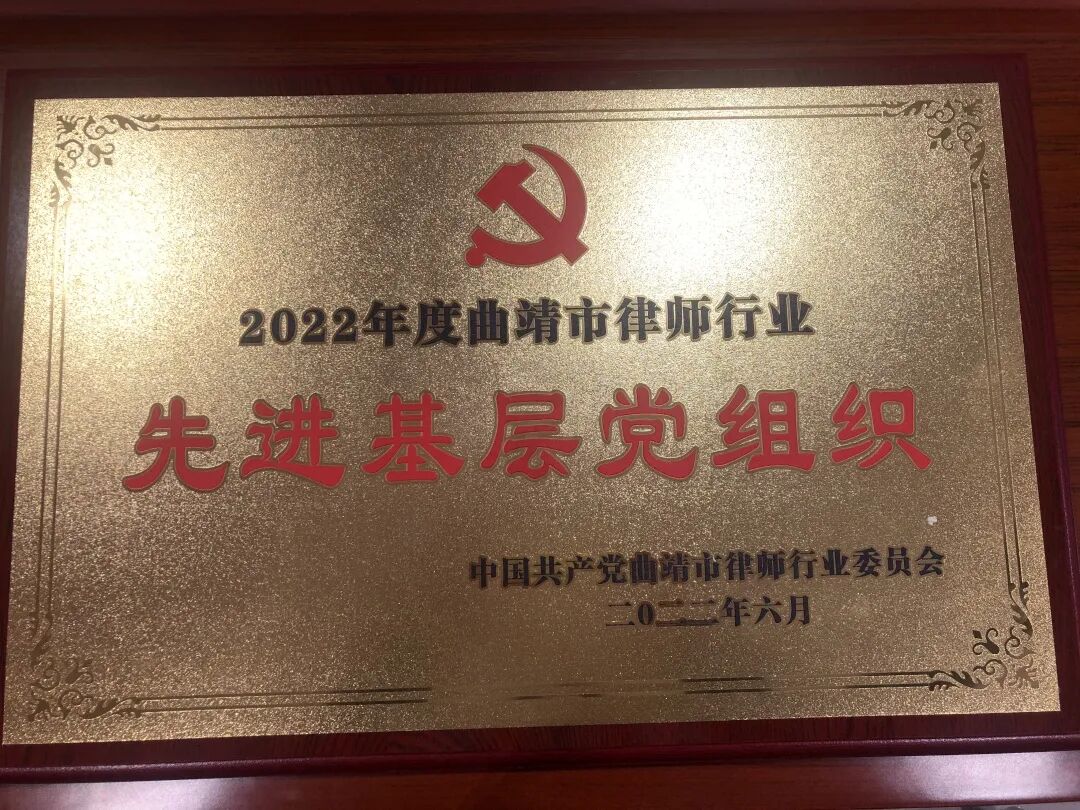 2022年度曲靖市律师行业
先进基层党组织
中国共产党曲靖市律师行业委员会
二0二二年六月